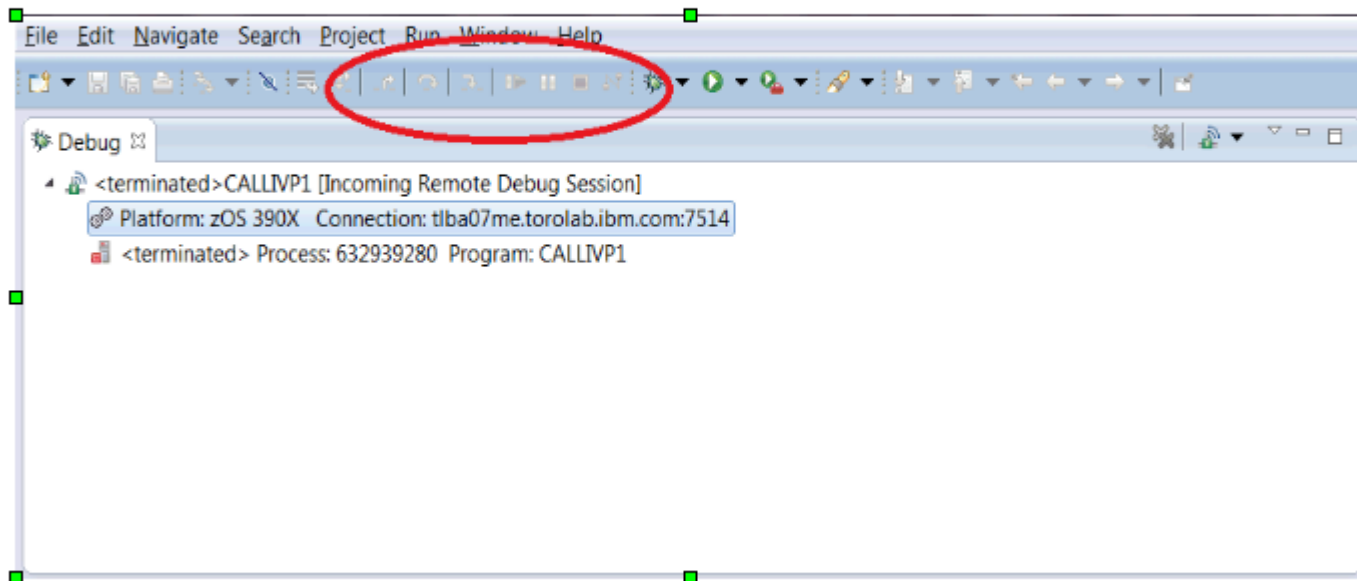 File Edit Navigate Search Project Run Window Help
Debug
<terminated>CALLIVP1 [Incoming Remote Debug Session]
Platform: zOS 390X Connection: tlba07me.torolab.ibm.com:7514
<terminated> Process: 632939280 Program: CALLIVP1